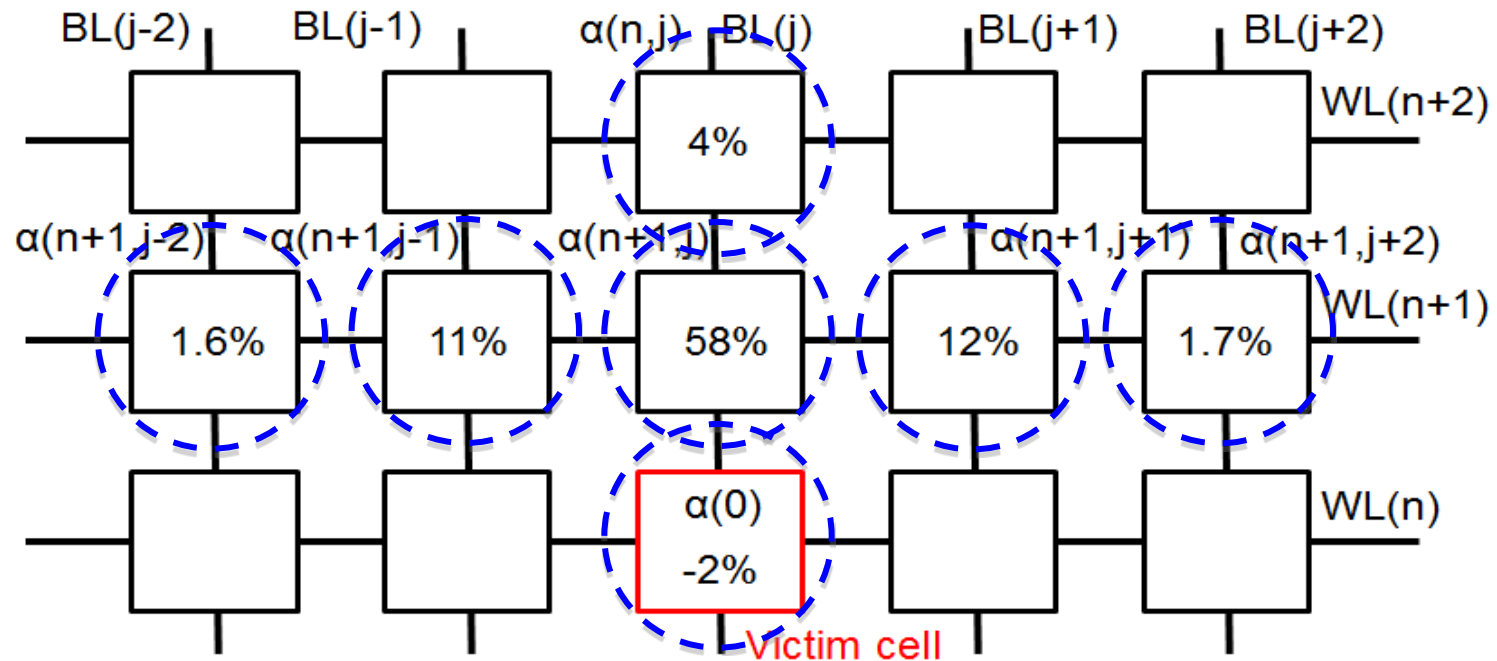 BL(j-2) BL(j-1) α(n,j) BL(j) BL(j+1) BL(j+2)
WL(n+2)
4%
α(n+1,j-2) α(n+1,j-1) α(n+1,j) α(n+1,j+1) α(n+1,j+2)
WL(n+1)
1.6% 11% 58% 12% 1.7%
α(0) WL(n)
-2%
Victim cell